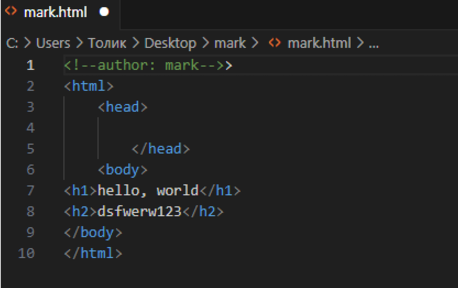 mark.html
C: > Users > Толик > Desktop > mark > mark.html > ...
1 <!--author: mark-->>
2 <html>
3 <head>
4
5 </head>
6 <body>
7 <h1>hello, world</h1>
8 <h2>dsfwerw123</h2>
9 </body>
10 </html>